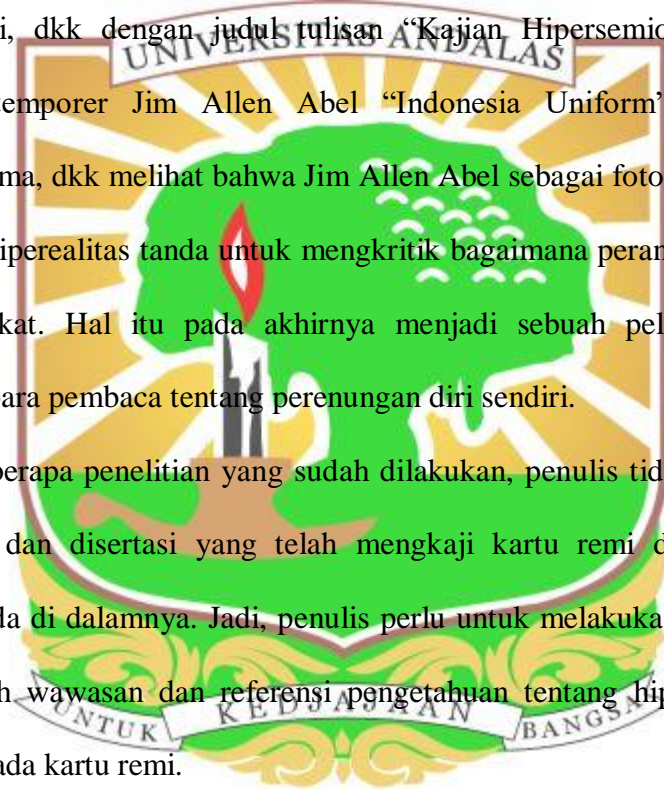 i, dkk dengan judul tulisan “Kajian Hipersemio
UNIVERSITAS ANDALAS
temporer Jim Allen Abel “Indonesia Uniform”
ma, dkk melihat bahwa Jim Allen Abel sebagai foto
iperealitas tanda untuk mengkritik bagaimana peran
kat. Hal itu pada akhirnya menjadi sebuah pel
para pembaca tentang perenungan diri sendiri.
berapa penelitian yang sudah dilakukan, penulis tid
dan disertasi yang telah mengkaji kartu remi d
da di dalamnya. Jadi, penulis perlu untuk melakuka
h wawasan dan referensi pengetahuan tentang hip
UNTUK KEDJAJAAN BANGSA
ada kartu remi.